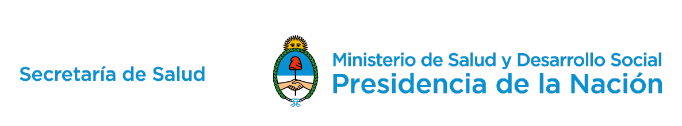 Secretaría de Salud
Ministerio de Salud y Desarrollo Social
Presidencia de la Nación